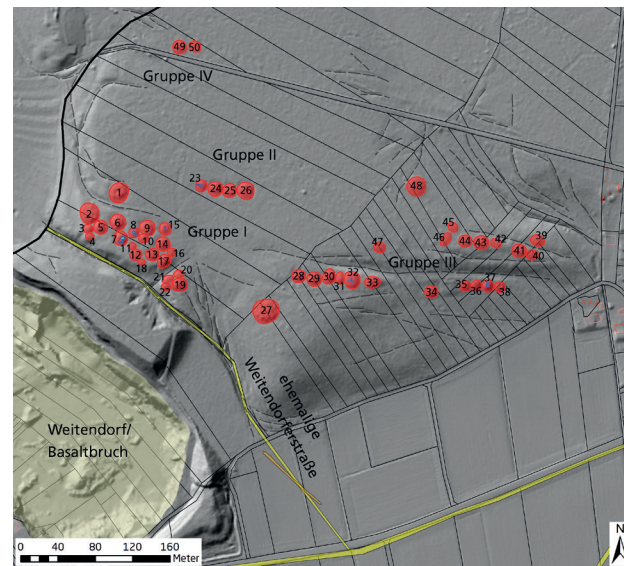 49 50
Gruppe IV
Gruppe II
23
24 25 26
1
48
2
3
4
5
6
7
8
9
10
15
Gruppe I
11
12
13
14
16
17
18
20
21
22
19
45
46
44 43 42
39
41
40
47
Gruppe III
28 29 30
31
32
33
34
35
36
37
38
27
ehemalige
Weitendorferstraße
Weitendorf/
Basaltbruch
0 40 80 120 160
Meter
N